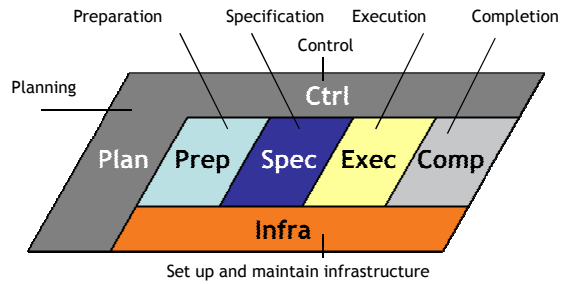 Preparation Specification Execution Completion
Control
Planning
Ctrl
Plan Prep Spec Exec Comp
Infra
Set up and maintain infrastructure